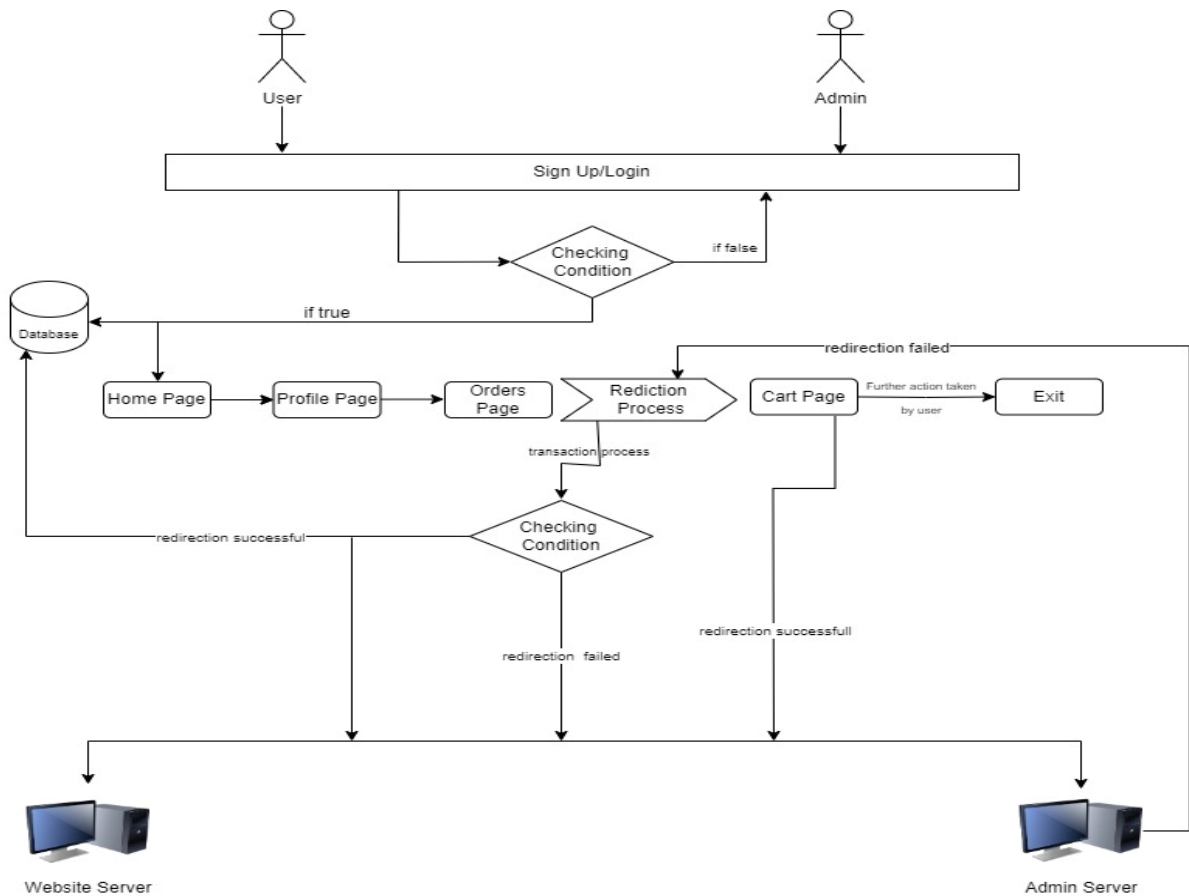 User
Admin
Sign Up/Login
Checking
Condition
if false
if true
Database
redirection failed
Home Page
Profile Page
Orders
Page
Rediction
Process
Cart Page
Further action taken
by user
Exit
transaction process
Checking
Condition
redirection successful
redirection successfull
redirection failed
Website Server
Admin Server